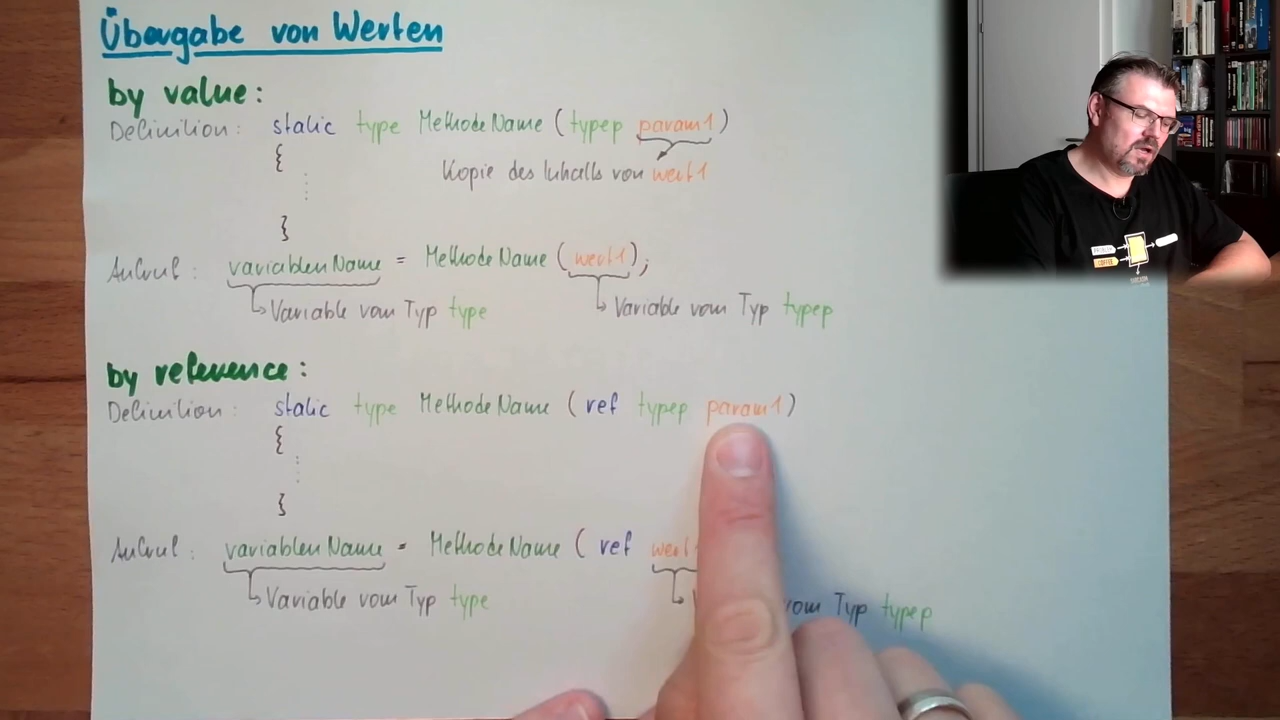 Übergabe von Werten
by value:
Definition: static type MethodeName (typep param1)
{
Kopie des Inhalts von wert1
}
Aufruf: variablenName = MethodeName (wert1);
Variable vom Typ type
Variable vom Typ typep
by reference:
Definition: static type MethodeName (ref typep param1)
{
}
Aufruf: variablenName = MethodeName (ref wert
Variable vom Typ type
vom Typ typep